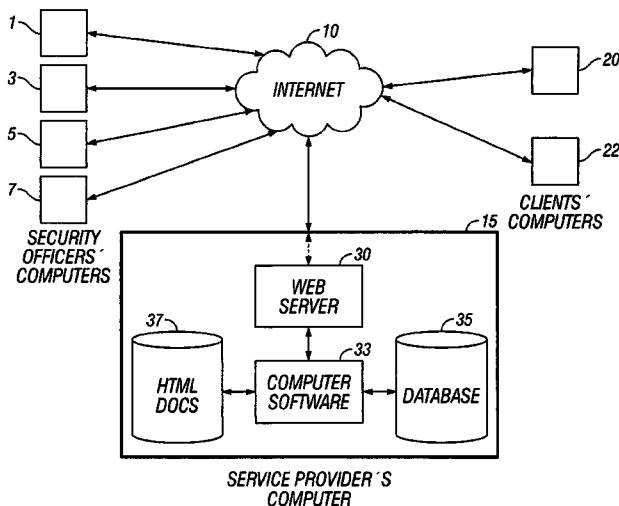 1
3
5
7
SECURITY
OFFICERS´
COMPUTERS
10
INTERNET
20
22
CLIENTS´
COMPUTERS
15
30
WEB
SERVER
37
HTML
DOCS
33
COMPUTER
SOFTWARE
35
DATABASE
SERVICE PROVIDER´S
COMPUTER